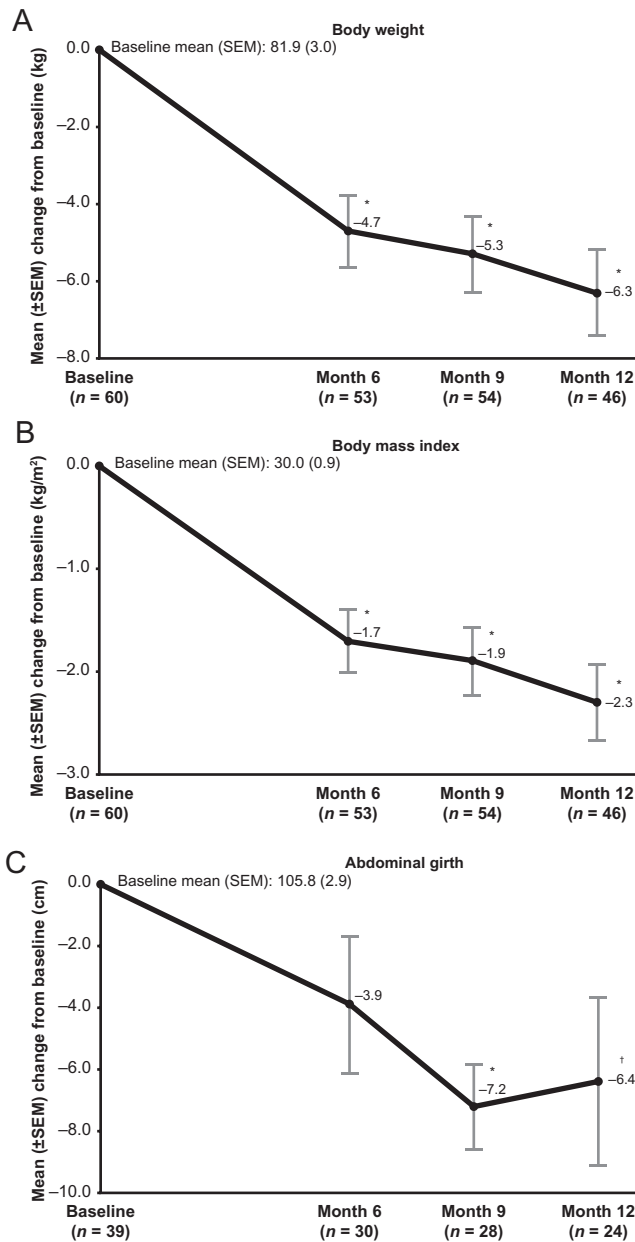 A
Body weight
Baseline mean (SEM): 81.9 (3.0)
Mean (±SEM) change from baseline (kg)
0.0
–2.0
–4.0
–6.0
–8.0
*
–4.7
*
–5.3
*
–6.3
Baseline Month 6 Month 9 Month 12
(n = 60) (n = 53) (n = 54) (n = 46)
B
Body mass index
Baseline mean (SEM): 30.0 (0.9)
Mean (±SEM) change from baseline (kg/m²)
0.0
–1.0
–2.0
–3.0
*
–1.7
*
–1.9
*
–2.3
Baseline Month 6 Month 9 Month 12
(n = 60) (n = 53) (n = 54) (n = 46)
C
Abdominal girth
Baseline mean (SEM): 105.8 (2.9)
Mean (±SEM) change from baseline (cm)
0.0
–2.0
–4.0
–6.0
–8.0
–10.0
–3.9
*
–7.2
†
–6.4
Baseline Month 6 Month 9 Month 12
(n = 39) (n = 30) (n = 28) (n = 24)